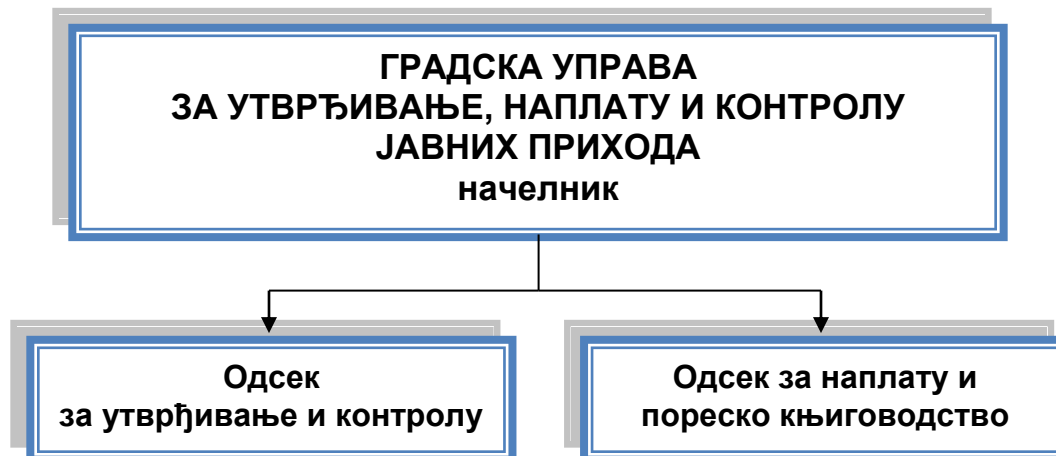 ГРАДСКА УПРАВА
ЗА УТВРЂИВАЊЕ, НАПЛАТУ И КОНТРОЛУ
ЈАВНИХ ПРИХОДА
начелник
Одсек
за утврђивање и контролу
Одсек за наплату и
пореско књиговодство